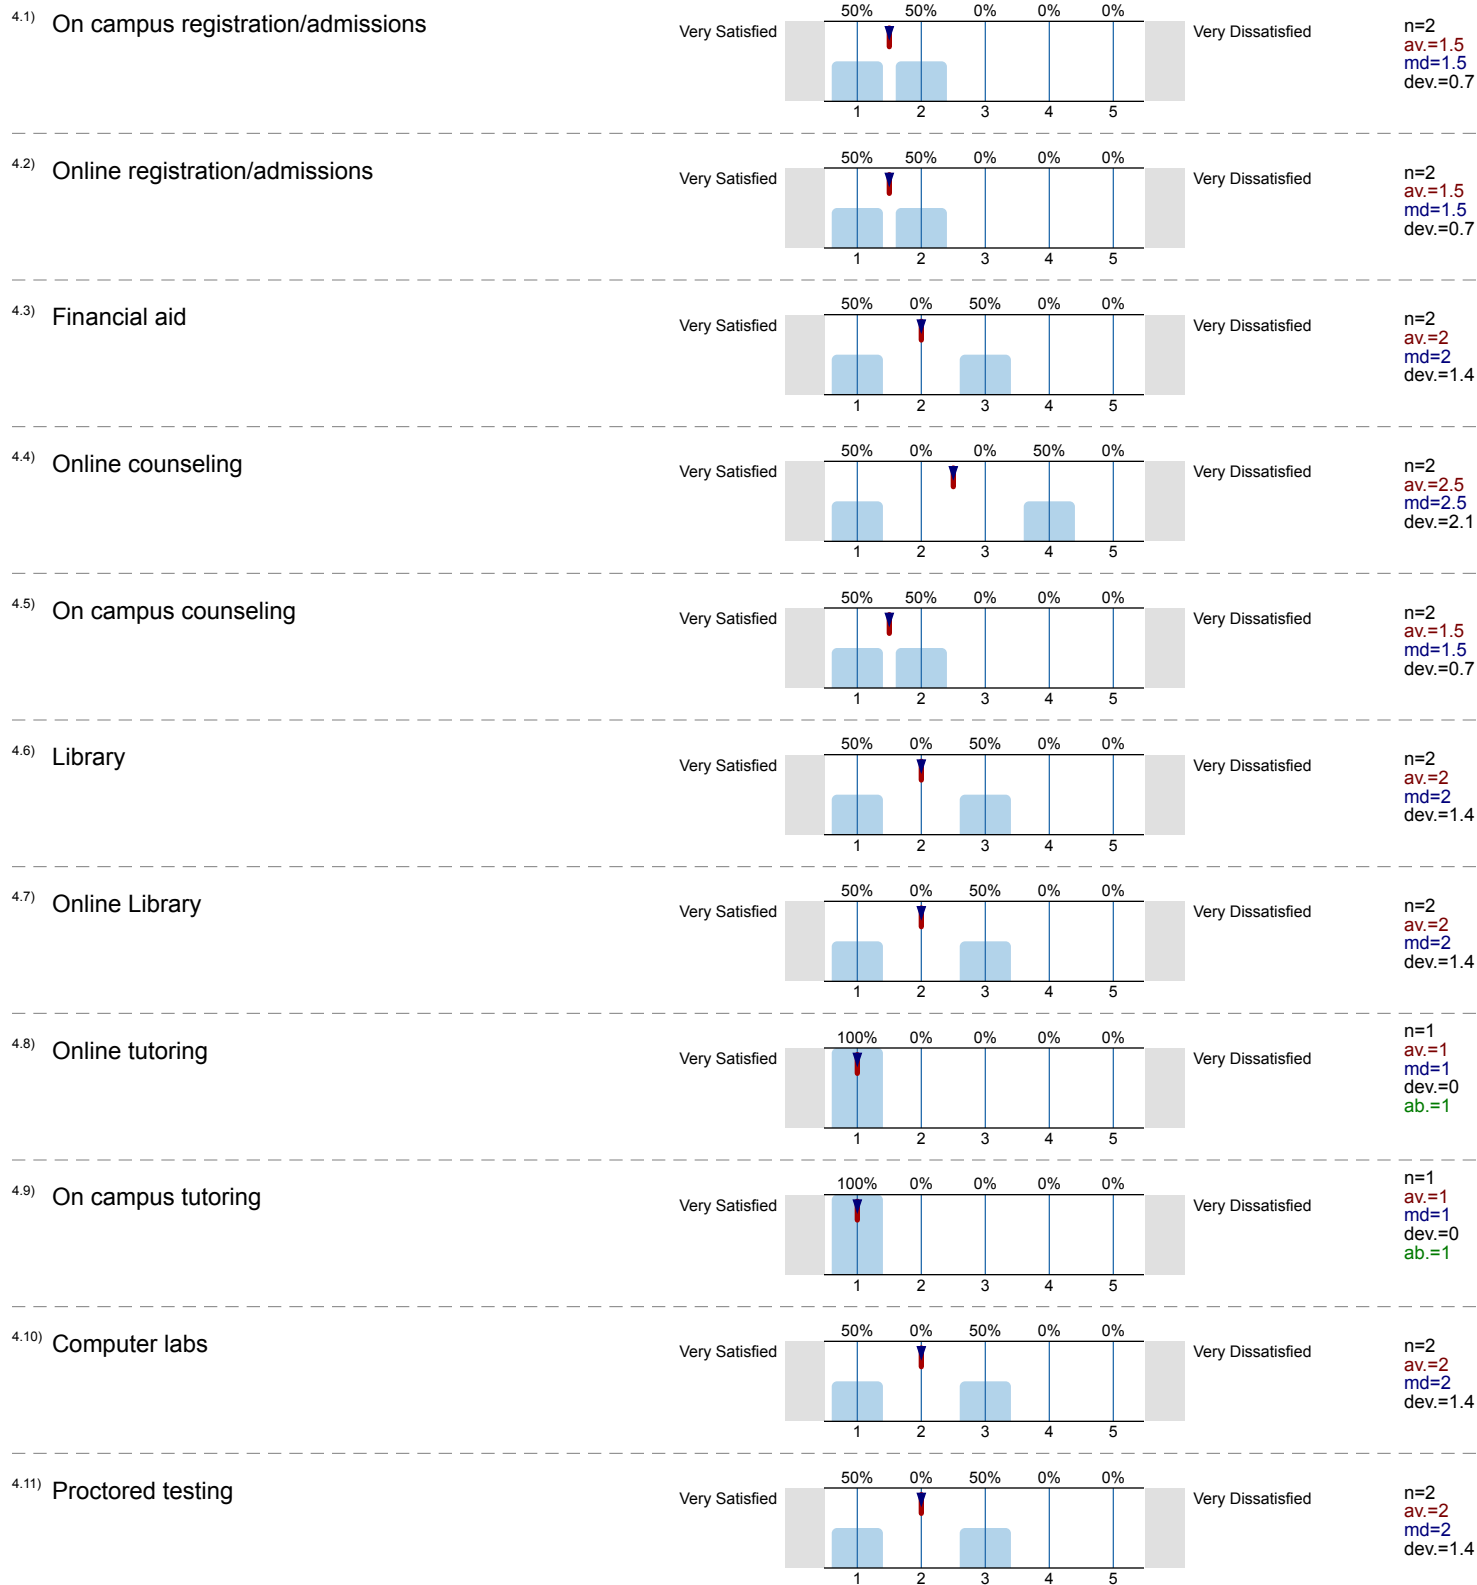 4.1) On campus registration/admissions
50% 50% 0% 0% 0%
Very Satisfied Very Dissatisfied
1 2 3 4 5
n=2
av.=1.5
md=1.5
dev.=0.7
4.2) Online registration/admissions
50% 50% 0% 0% 0%
Very Satisfied Very Dissatisfied
1 2 3 4 5
n=2
av.=1.5
md=1.5
dev.=0.7
4.3) Financial aid
50% 0% 50% 0% 0%
Very Satisfied Very Dissatisfied
1 2 3 4 5
n=2
av.=2
md=2
dev.=1.4
4.4) Online counseling
50% 0% 0% 50% 0%
Very Satisfied Very Dissatisfied
1 2 3 4 5
n=2
av.=2.5
md=2.5
dev.=2.1
4.5) On campus counseling
50% 50% 0% 0% 0%
Very Satisfied Very Dissatisfied
1 2 3 4 5
n=2
av.=1.5
md=1.5
dev.=0.7
4.6) Library
50% 0% 50% 0% 0%
Very Satisfied Very Dissatisfied
1 2 3 4 5
n=2
av.=2
md=2
dev.=1.4
4.7) Online Library
50% 0% 50% 0% 0%
Very Satisfied Very Dissatisfied
1 2 3 4 5
n=2
av.=2
md=2
dev.=1.4
4.8) Online tutoring
100% 0% 0% 0% 0%
Very Satisfied Very Dissatisfied
1 2 3 4 5
n=1
av.=1
md=1
dev.=0
ab.=1
4.9) On campus tutoring
100% 0% 0% 0% 0%
Very Satisfied Very Dissatisfied
1 2 3 4 5
n=1
av.=1
md=1
dev.=0
ab.=1
4.10) Computer labs
50% 0% 50% 0% 0%
Very Satisfied Very Dissatisfied
1 2 3 4 5
n=2
av.=2
md=2
dev.=1.4
4.11) Proctored testing
50% 0% 50% 0% 0%
Very Satisfied Very Dissatisfied
1 2 3 4 5
n=2
av.=2
md=2
dev.=1.4